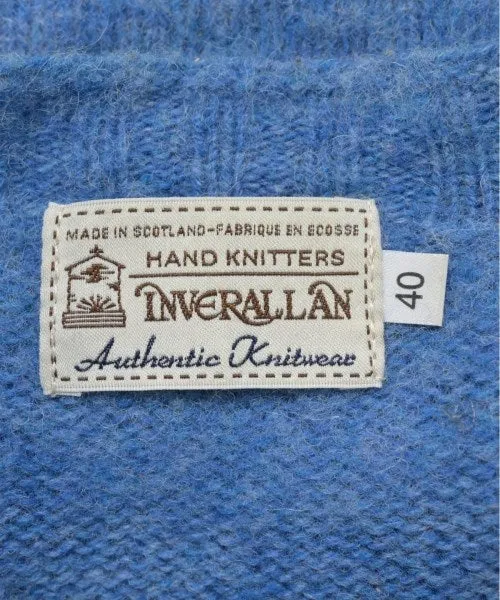 MADE IN SCOTLAND-FABRIQUE EN ECOSSE
HAND KNITTERS
INVERALLAN
Authentic Knitwear
40